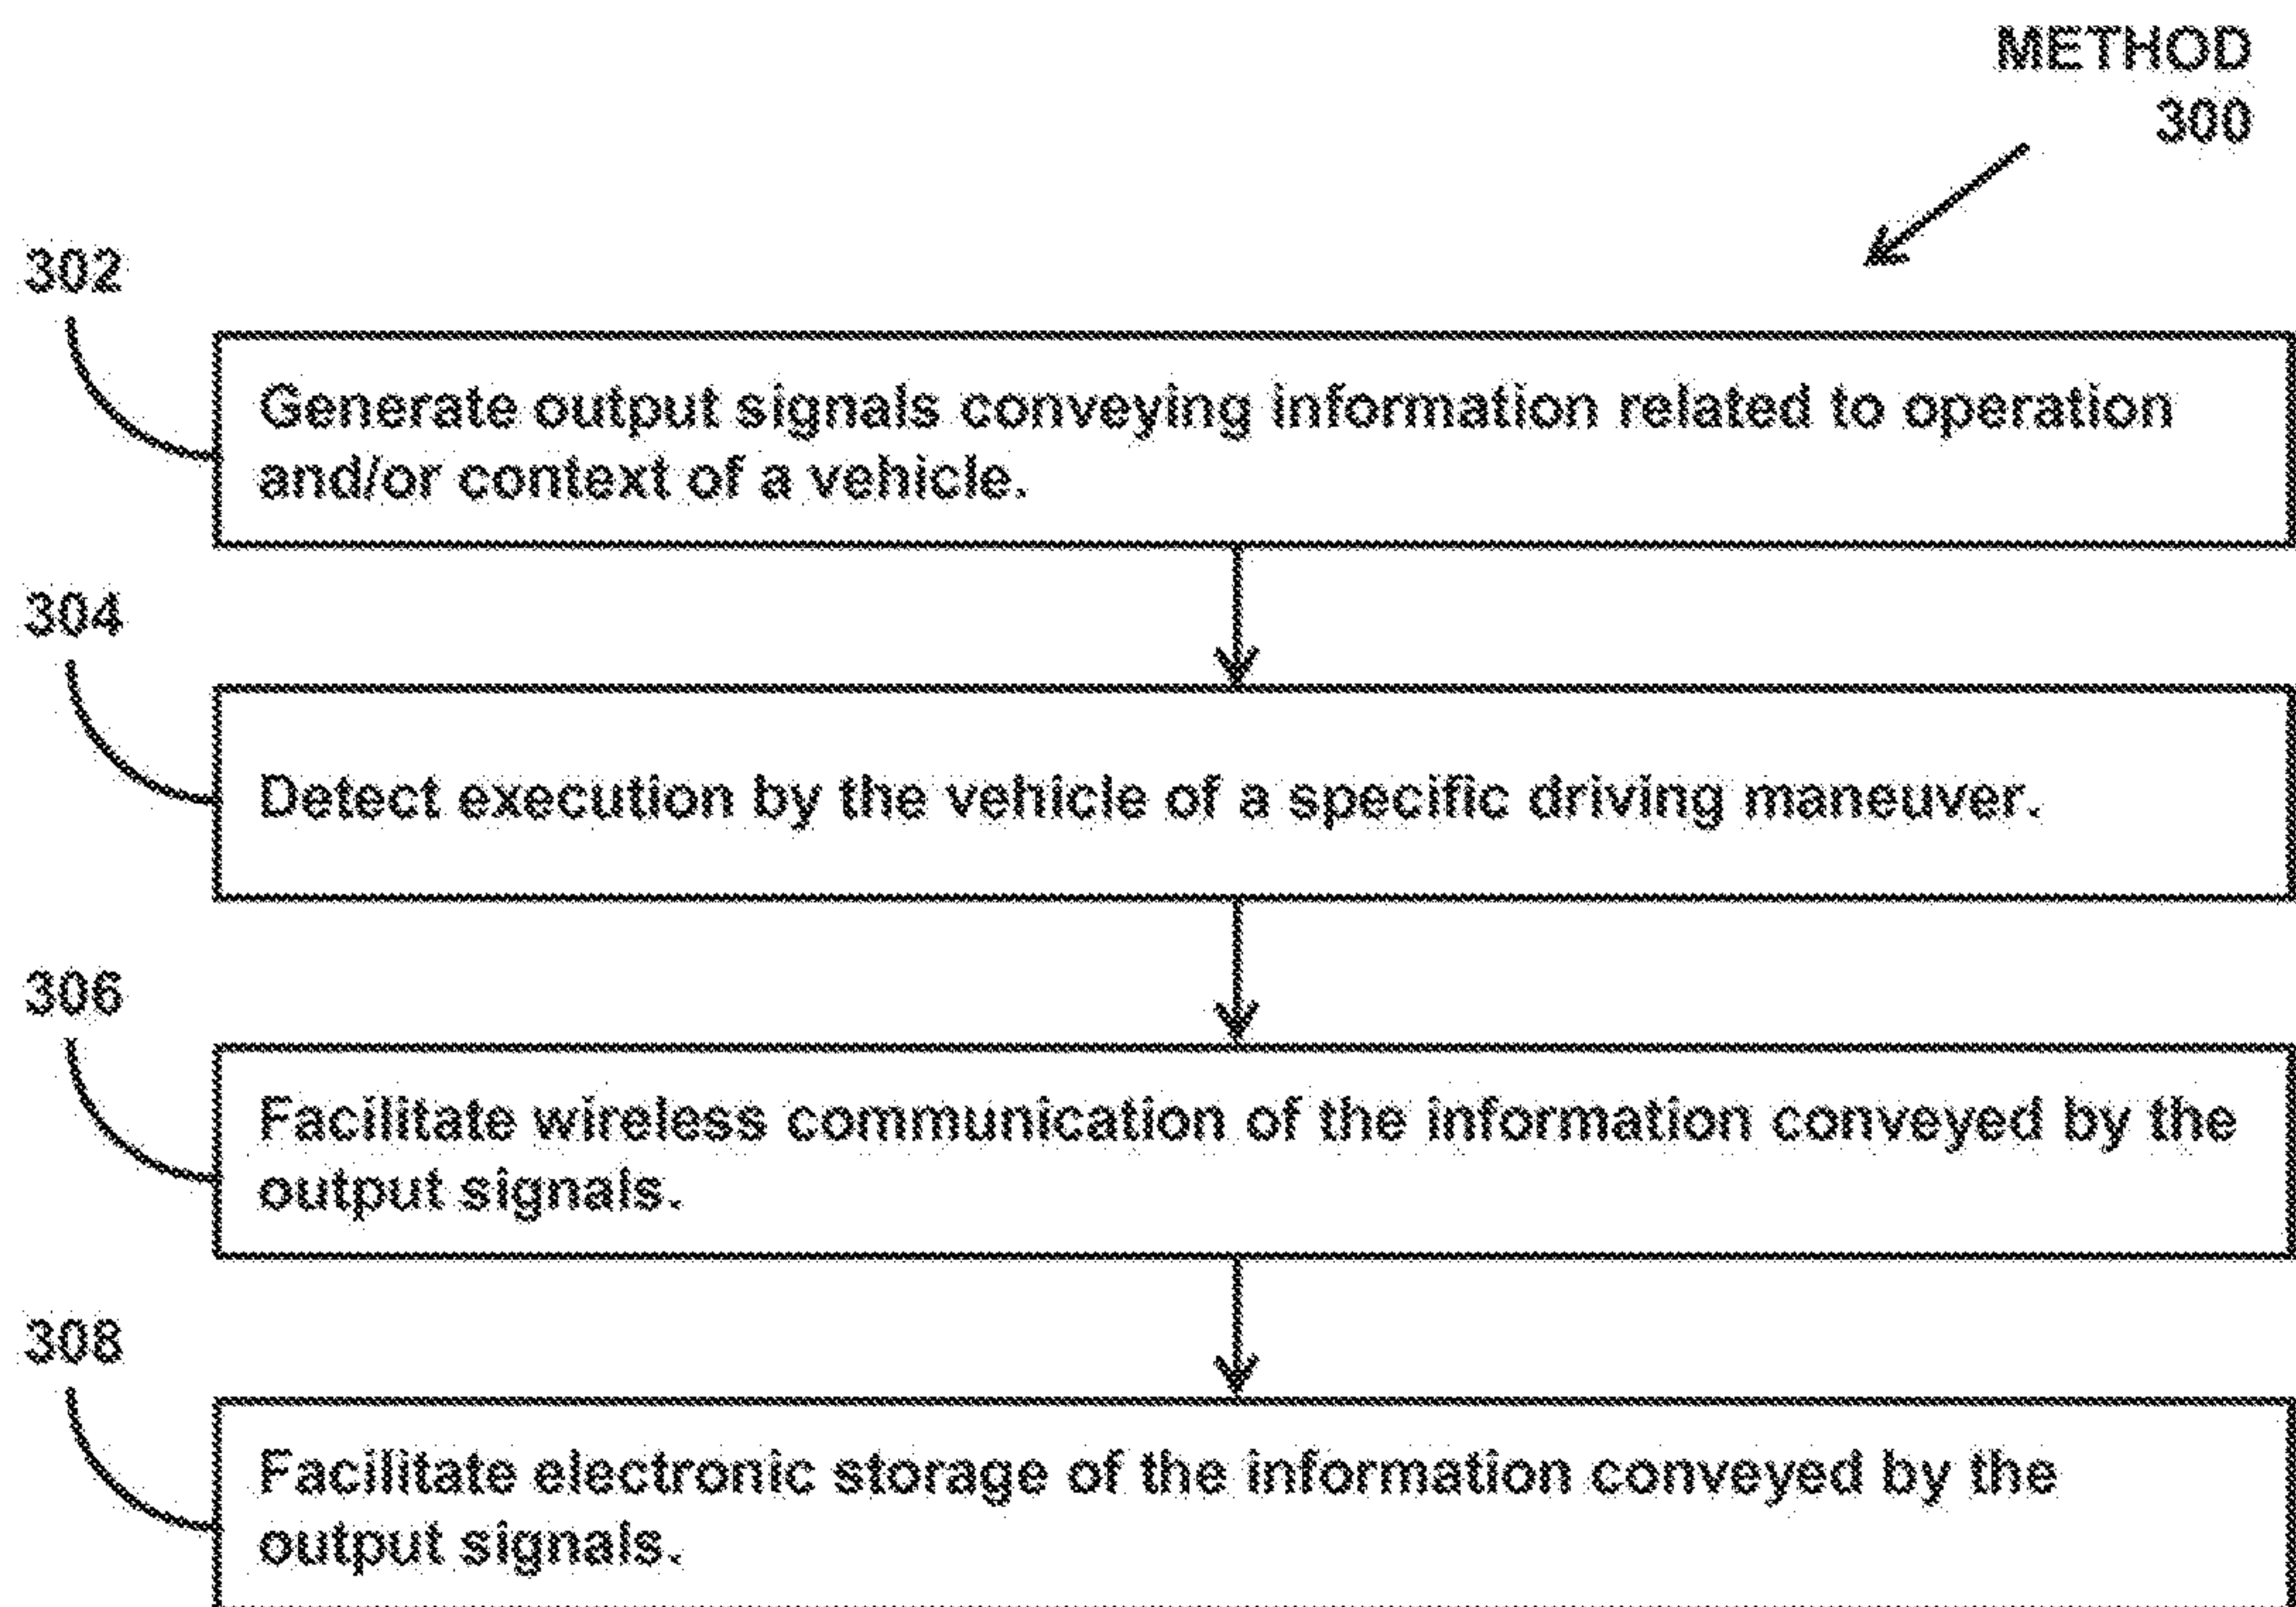 METHOD
300
302
Generate output signals conveying information related to operation
and/or context of a vehicle.
304
Detect execution by the vehicle of a specific driving maneuver.
306
Facilitate wireless communication of the information conveyed by the
output signals.
308
Facilitate electronic storage of the information conveyed by the
output signals.